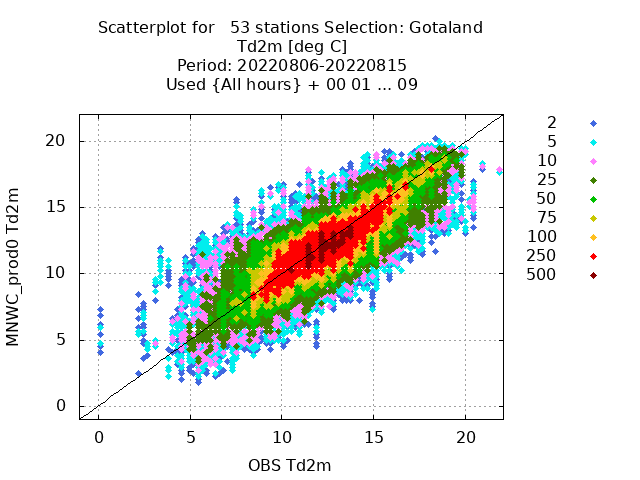 Scatterplot for   53 stations Selection: Gotaland
Td2m [deg C]
Period: 20220806-20220815
Used {All hours} + 00 01 ... 09
2
5
10
25
50
75
100
250
500
20
15
10
5
0
MNWC_prod0 Td2m
0 5 10 15 20
OBS Td2m